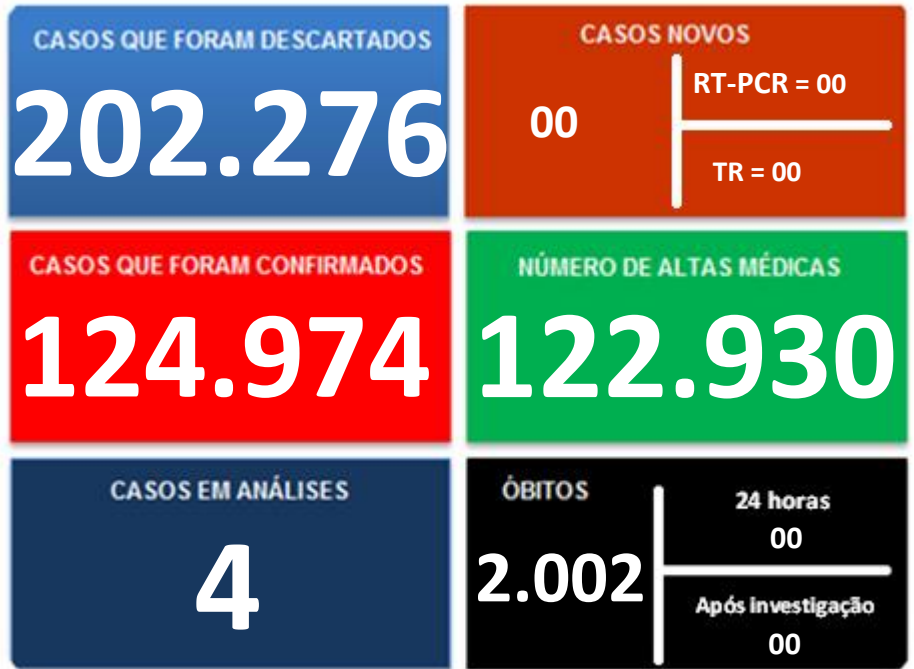 CASOS QUE FORAM DESCARTADOS
202.276
CASOS NOVOS
00
RT-PCR = 00
TR = 00
CASOS QUE FORAM CONFIRMADOS
124.974
NÚMERO DE ALTAS MÉDICAS
122.930
CASOS EM ANÁLISES
4
ÓBITOS
2.002
24 horas
00
Após investigação
00